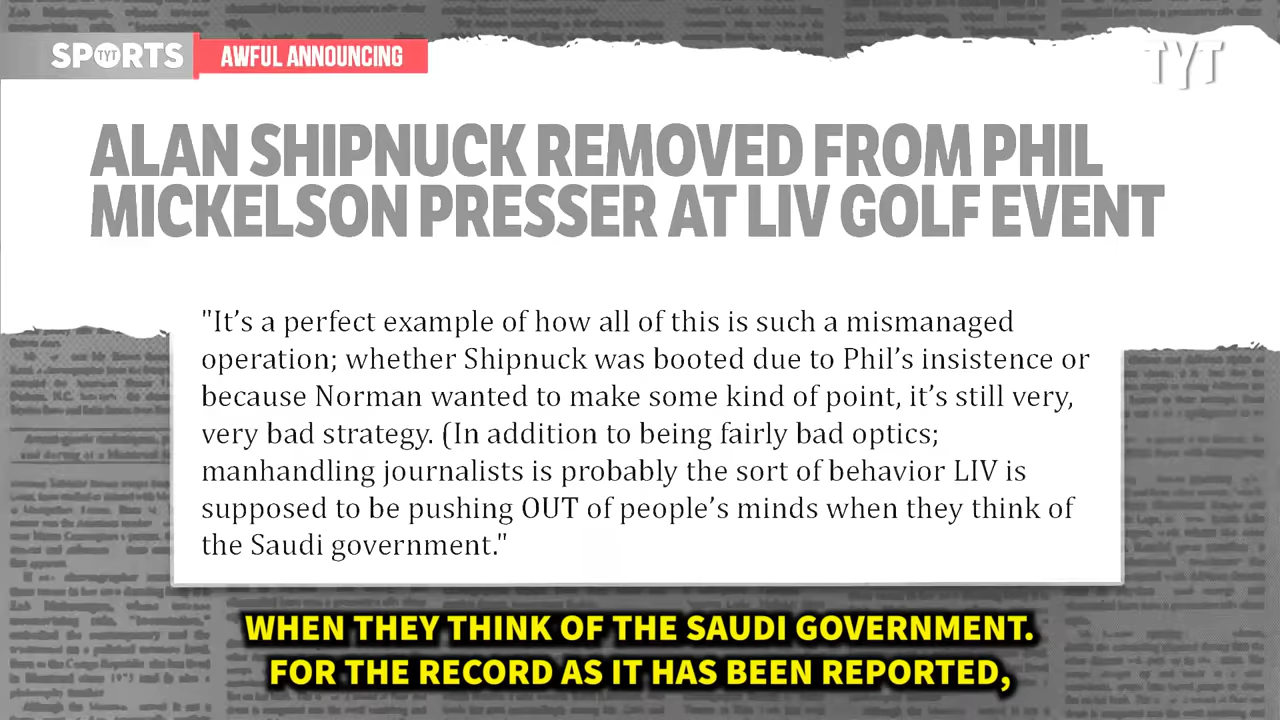 SPORTS
TYT
AWFUL ANNOUNCING
TYT
ALAN SHIPNUCK REMOVED FROM PHIL
MICKELSON PRESSER AT LIV GOLF EVENT
"It’s a perfect example of how all of this is such a mismanaged
operation; whether Shipnuck was booted due to Phil’s insistence or
because Norman wanted to make some kind of point, it’s still very,
very bad strategy. (In addition to being fairly bad optics;
manhandling journalists is probably the sort of behavior LIV is
supposed to be pushing OUT of people’s minds when they think of
the Saudi government."
WHEN THEY THINK OF THE SAUDI GOVERNMENT.
FOR THE RECORD AS IT HAS BEEN REPORTED,